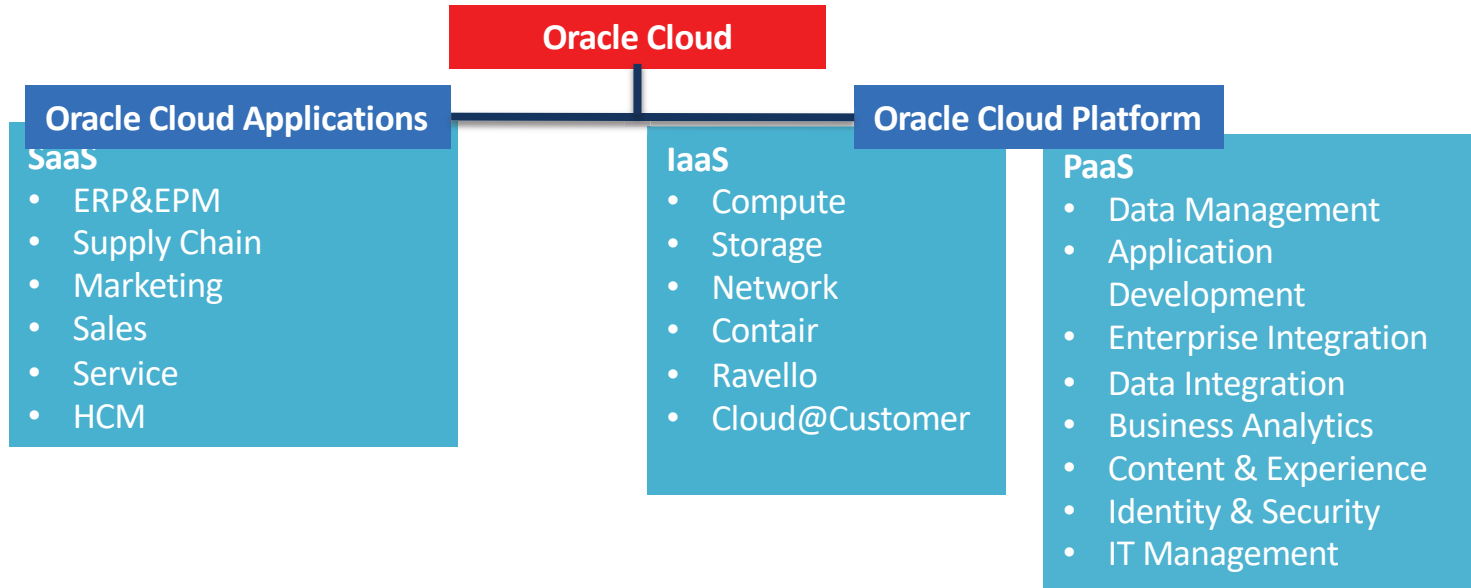 Oracle Cloud
Oracle Cloud Applications
Oracle Cloud Platform
SaaS
• ERP&EPM
• Supply Chain
• Marketing
• Sales
• Service
• HCM
IaaS
• Compute
• Storage
• Network
• Contair
• Ravello
• Cloud@Customer
PaaS
• Data Management
• Application
Development
• Enterprise Integration
• Data Integration
• Business Analytics
• Content & Experience
• Identity & Security
• IT Management